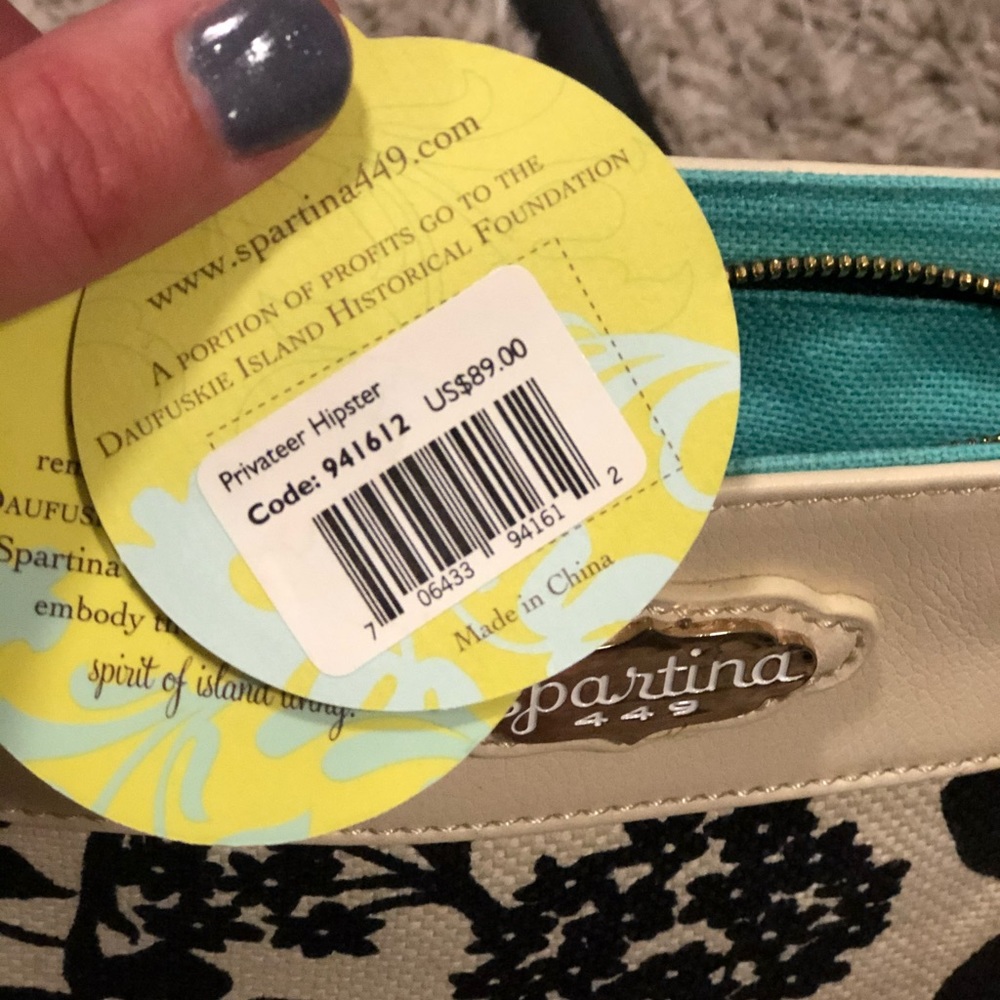 www.spartina449.com
A PORTION OF PROFITS GO TO THE
DAUFUSKIE ISLAND HISTORICAL FOUNDATION
Privateer Hipster
Code: 941612 US$89.00
7 06433 94161 2
Made in China
Spartina
embody
spirit of island living.
spartina
449